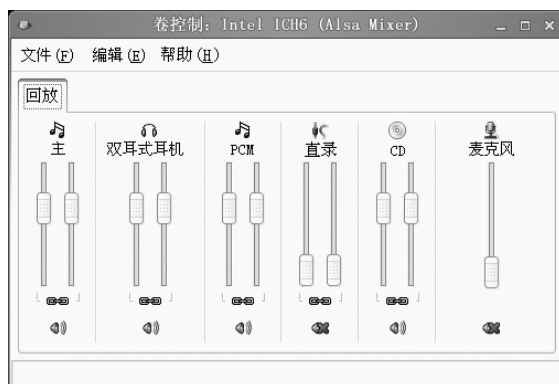 卷控制：Intel ICH6 (Alsa Mixer)
文件(F) 编辑(E) 帮助(H)
回放
主 双耳式耳机 PCM 直录 CD 麦克风